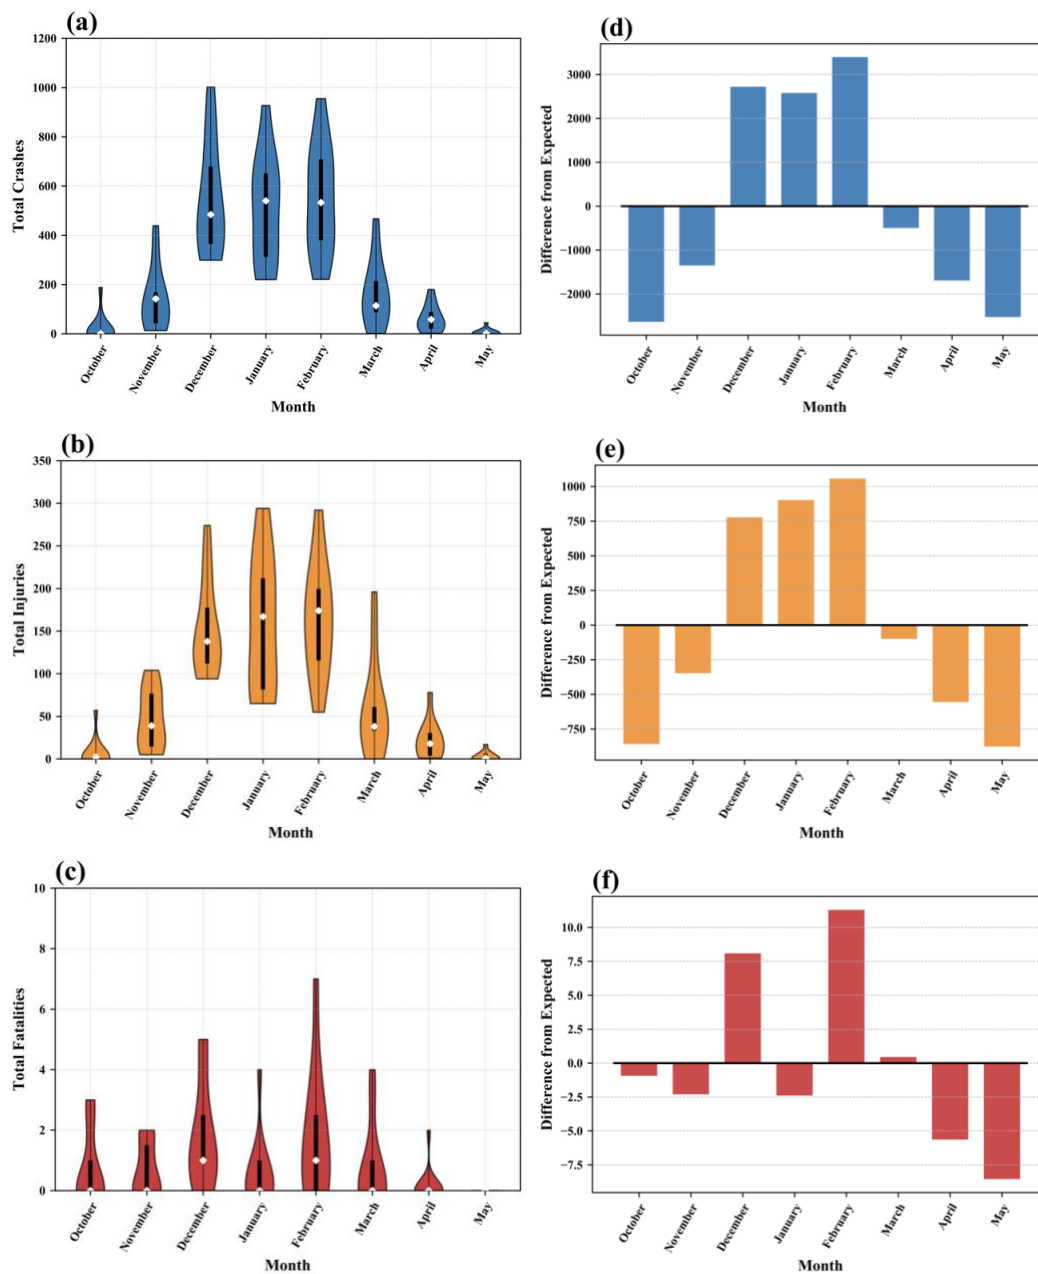 (a)
1200
1000
800
600
400
200
0
Total Crashes
October
November
December
January
February
March
April
May
Month
(d)
3000
2000
1000
0
−1000
−2000
Difference from Expected
October
November
December
January
February
March
April
May
Month
(b)
350
300
250
200
150
100
50
0
Total Injuries
October
November
December
January
February
March
April
May
Month
(e)
1000
750
500
250
0
−250
−500
−750
Difference from Expected
October
November
December
January
February
March
April
May
Month
(c)
10
8
6
4
2
0
Total Fatalities
October
November
December
January
February
March
April
May
Month
(f)
10.0
7.5
5.0
2.5
0.0
−2.5
−5.0
−7.5
Difference from Expected
October
November
December
January
February
March
April
May
Month